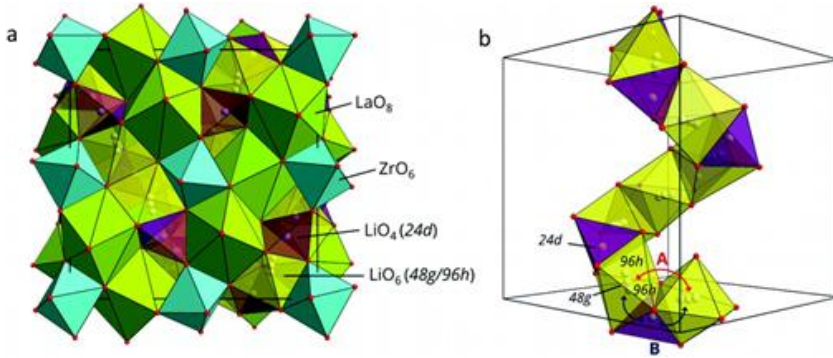 a
LaO8
ZrO6
LiO4 (24d)
LiO6 (48g/96h)
b
24d
96h
A
96h
48g
B